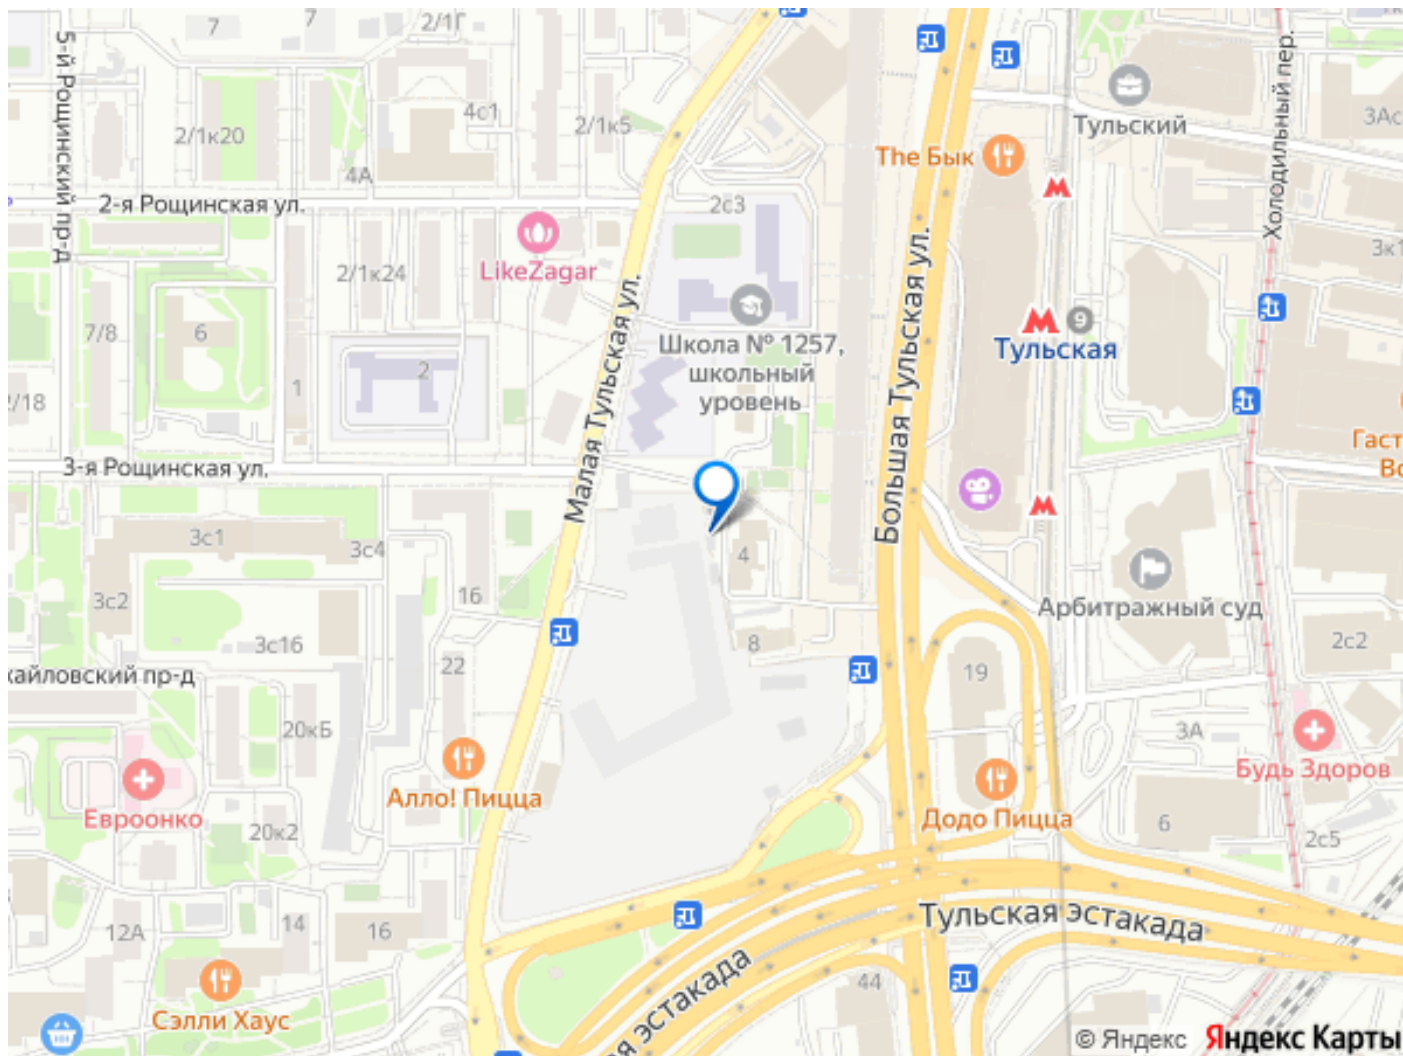 7
7
2/1Г
5-й Рощинский пр-д
2/1к20
4с1
2/1к5
4А
Холодильный пер.
Тульский
3Ас
The Бык
2-я Рощинская ул.
2с3
LikeZagar
2/1к24
3к1
7/8
6
Малая Тульская ул.
Большая Тульская ул.
9
Тульская
Школа № 1257,
школьный
уровень
2
1
2/18
Гаст
Во
3-я Рощинская ул.
3с1
3с4
4
3с2
16
Арбитражный суд
3с16
8
2с2
22
19
хайловский пр-д
20кБ
3А
Будь Здоров
Алло! Пицца
Евроонко
20к2
Додо Пицца
6
2с5
Тульская эстакада
12А
14
16
44
ая эстакада
Сэлли Хаус
© Яндекс Яндекс Карты